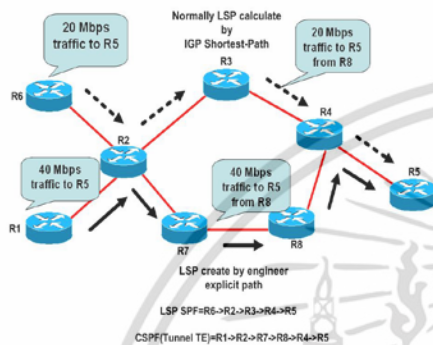 20 Mbps
traffic to R5
Normally LSP calculate
by
IGP Shortest-Path
20 Mbps
traffic to R5
from R8
R6
R3
R2
R4
40 Mbps
traffic to R5
40 Mbps
traffic to R5
from R8
R5
R1
R7
R8
LSP create by engineer
explicit path
LSP SPF=R6->R2->R3->R4->R5
CSPF(Tunnel TE)=R1->R2->R7->R8->R4->R5